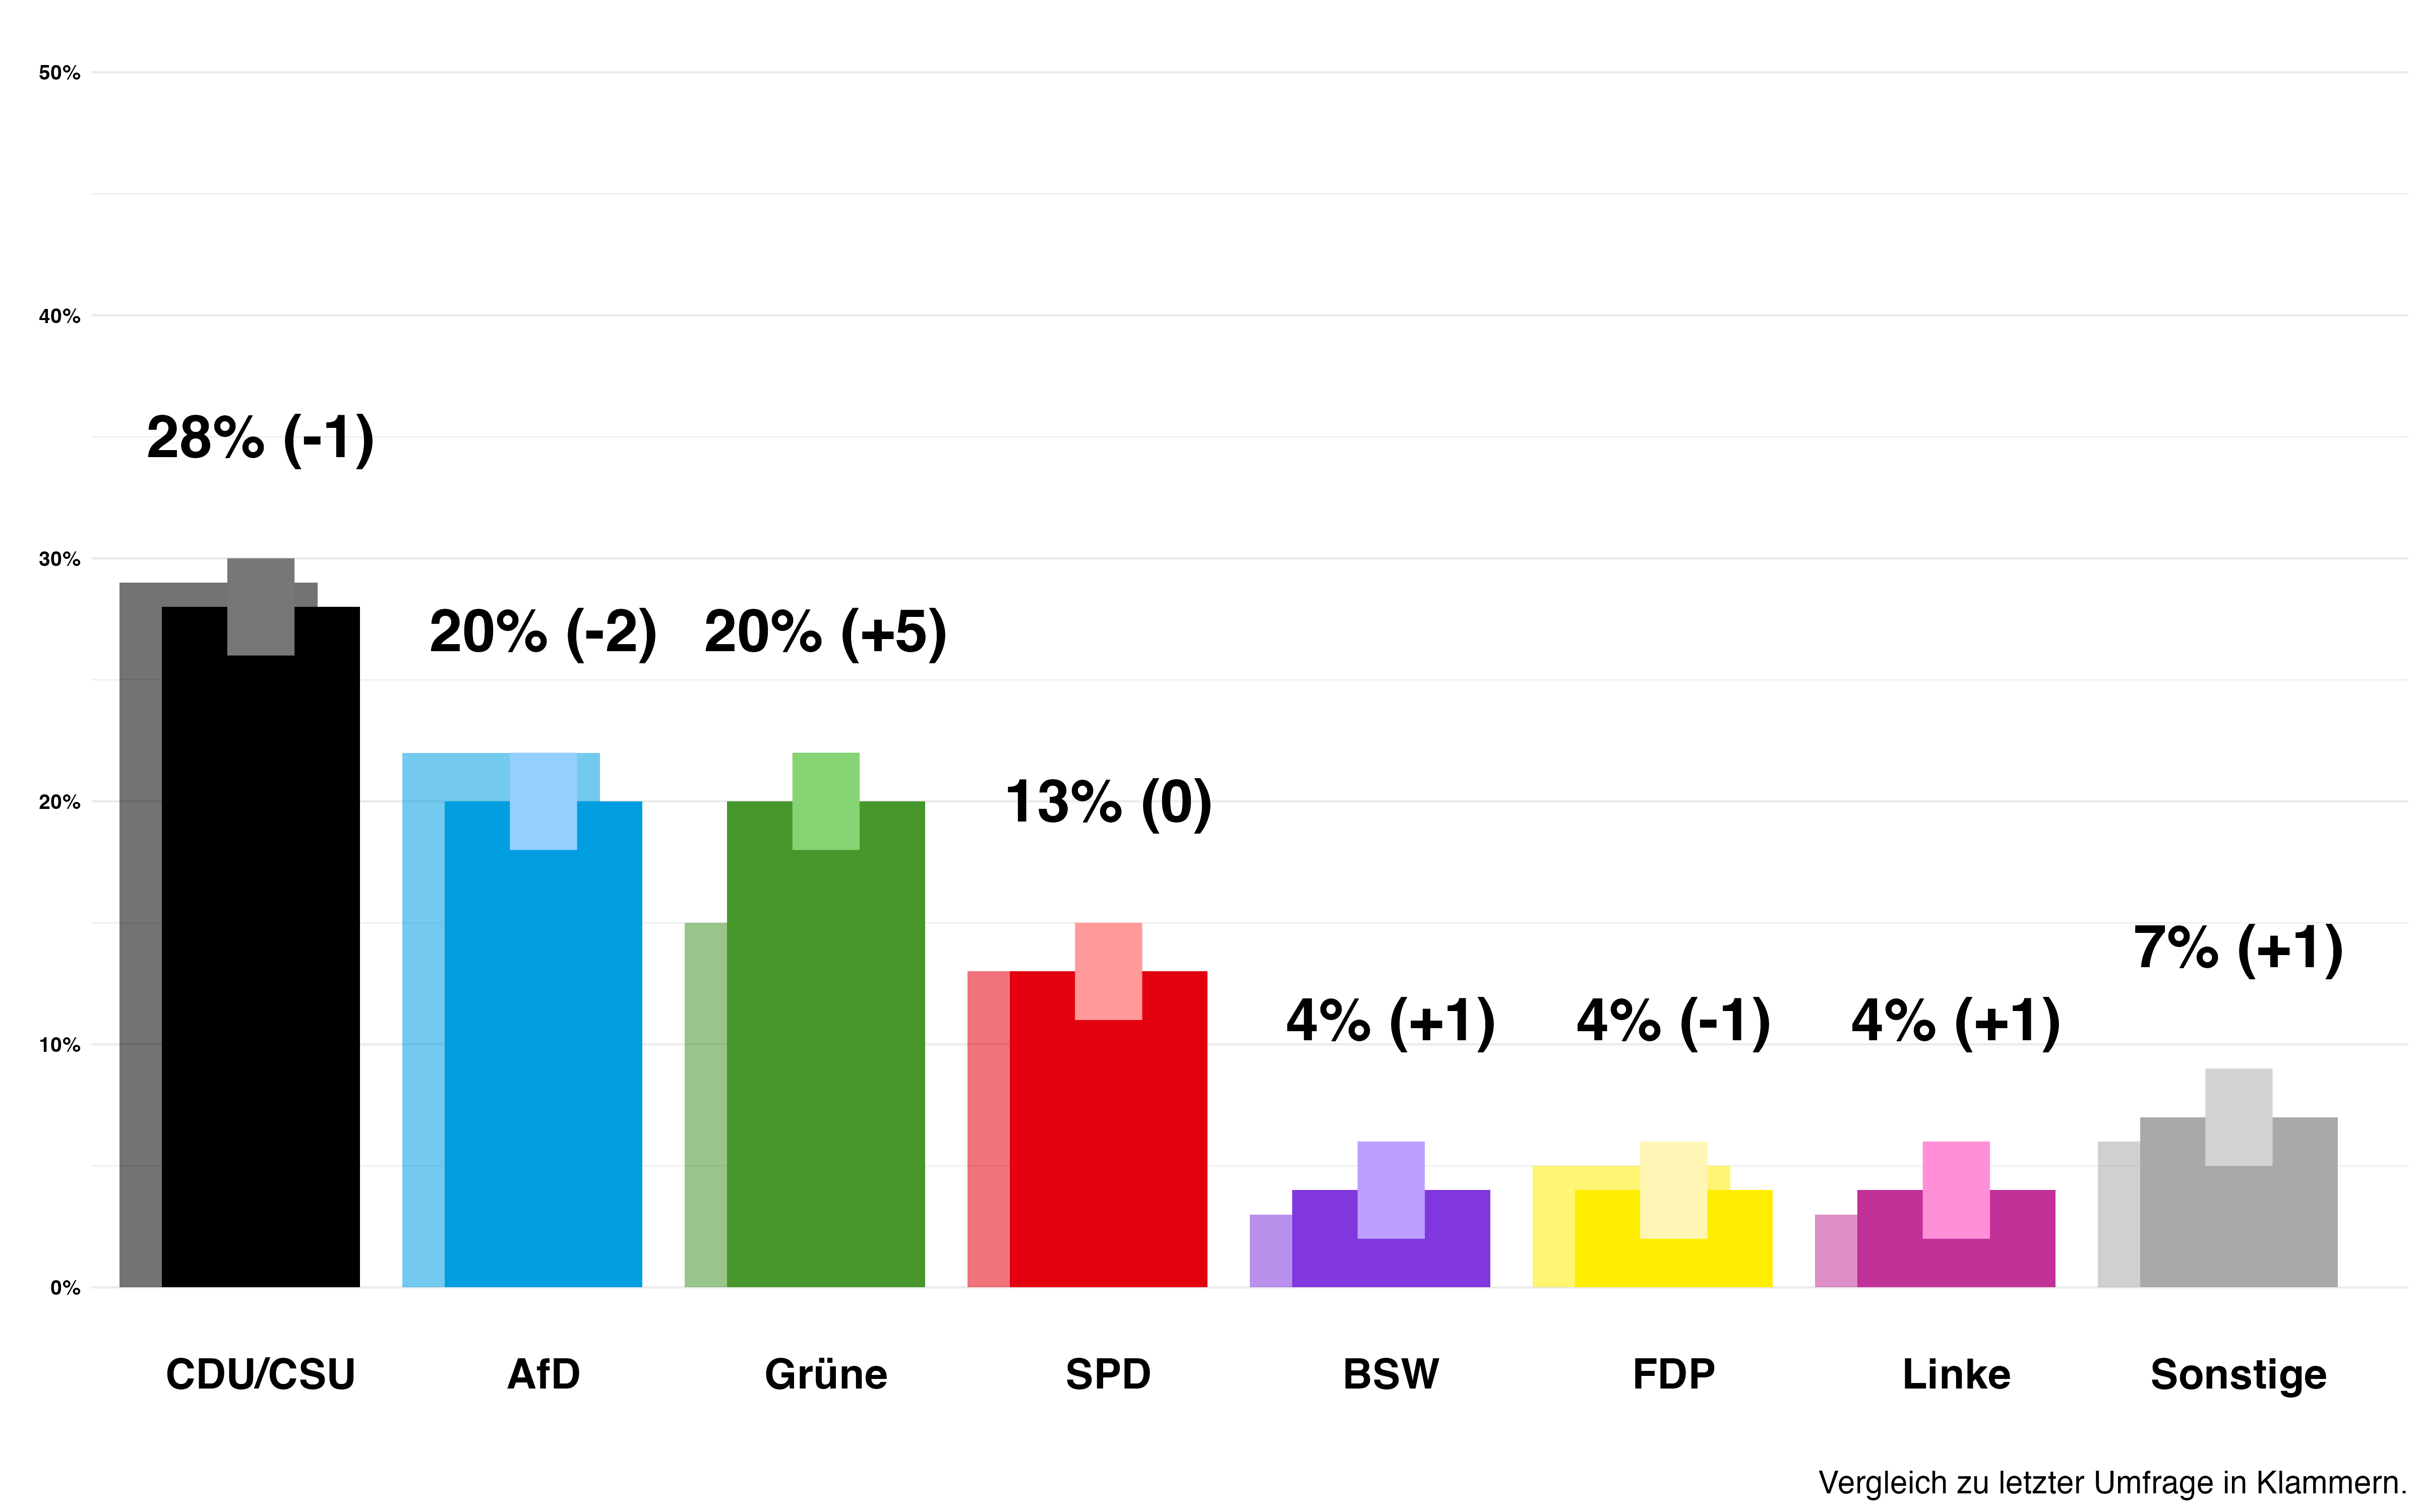 50%
40%
30%
20%
10%
0%
28% (-1)
20% (-2)
20% (+5)
13% (0)
4% (+1)
4% (-1)
4% (+1)
7% (+1)
CDU/CSU
AfD
Grüne
SPD
BSW
FDP
Linke
Sonstige
Vergleich zu letzter Umfrage in Klammern.